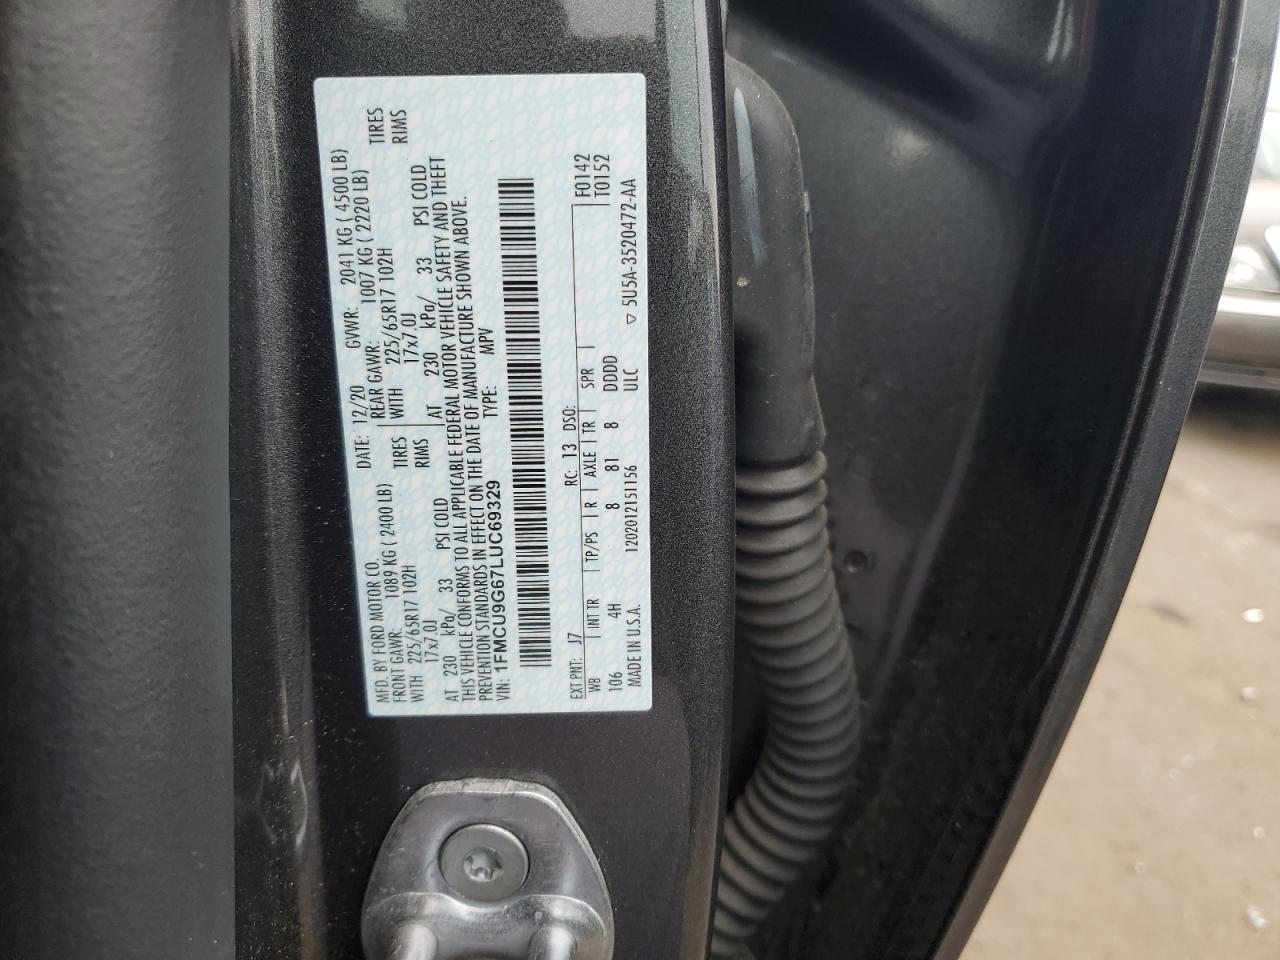 MFD. BY FORD MOTOR CO. DATE: 12/20 GVWR: 2041 KG ( 4500 LB)
FRONT GAWR: 1089 KG ( 2400 LB) REAR GAWR: 1007 KG ( 2220 LB)
WITH 225/65R17 102H TIRES WITH 225/65R17 102H TIRES
17x7.0J RIMS 17x7.0J RIMS
AT 230 kPa/ 33 PSI COLD AT 230 kPa/ 33 PSI COLD
THIS VEHICLE CONFORMS TO ALL APPLICABLE FEDERAL MOTOR VEHICLE SAFETY AND THEFT
PREVENTION STANDARDS IN EFFECT ON THE DATE OF MANUFACTURE SHOWN ABOVE.
VIN: 1FMCU9G67LUC69329 TYPE: MPV
EXT PNT: J7 RC: 13 DSO: F0142
WB INT TR TP/PS R AXLE TR SPR T0152
106 4H 8 81 8 DDDD
MADE IN U.S.A. 1202012151156 ULC ▽ 5U5A-3520472-AA